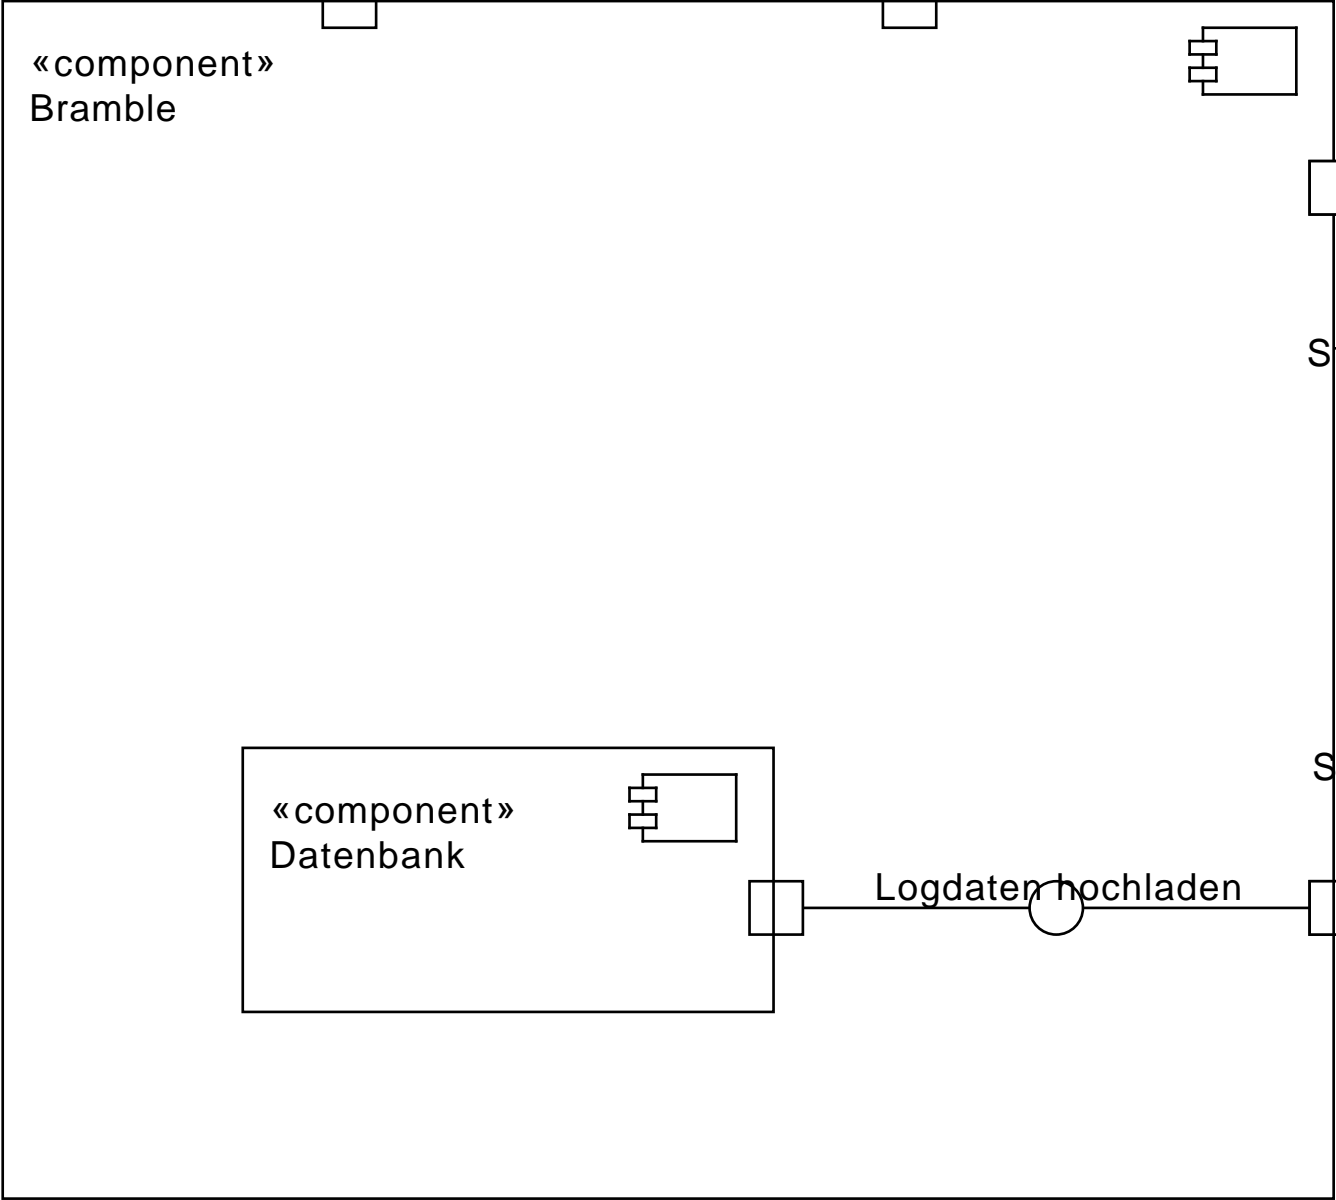 «component»
Bramble
S
S
«component»
Datenbank
Logdaten hochladen